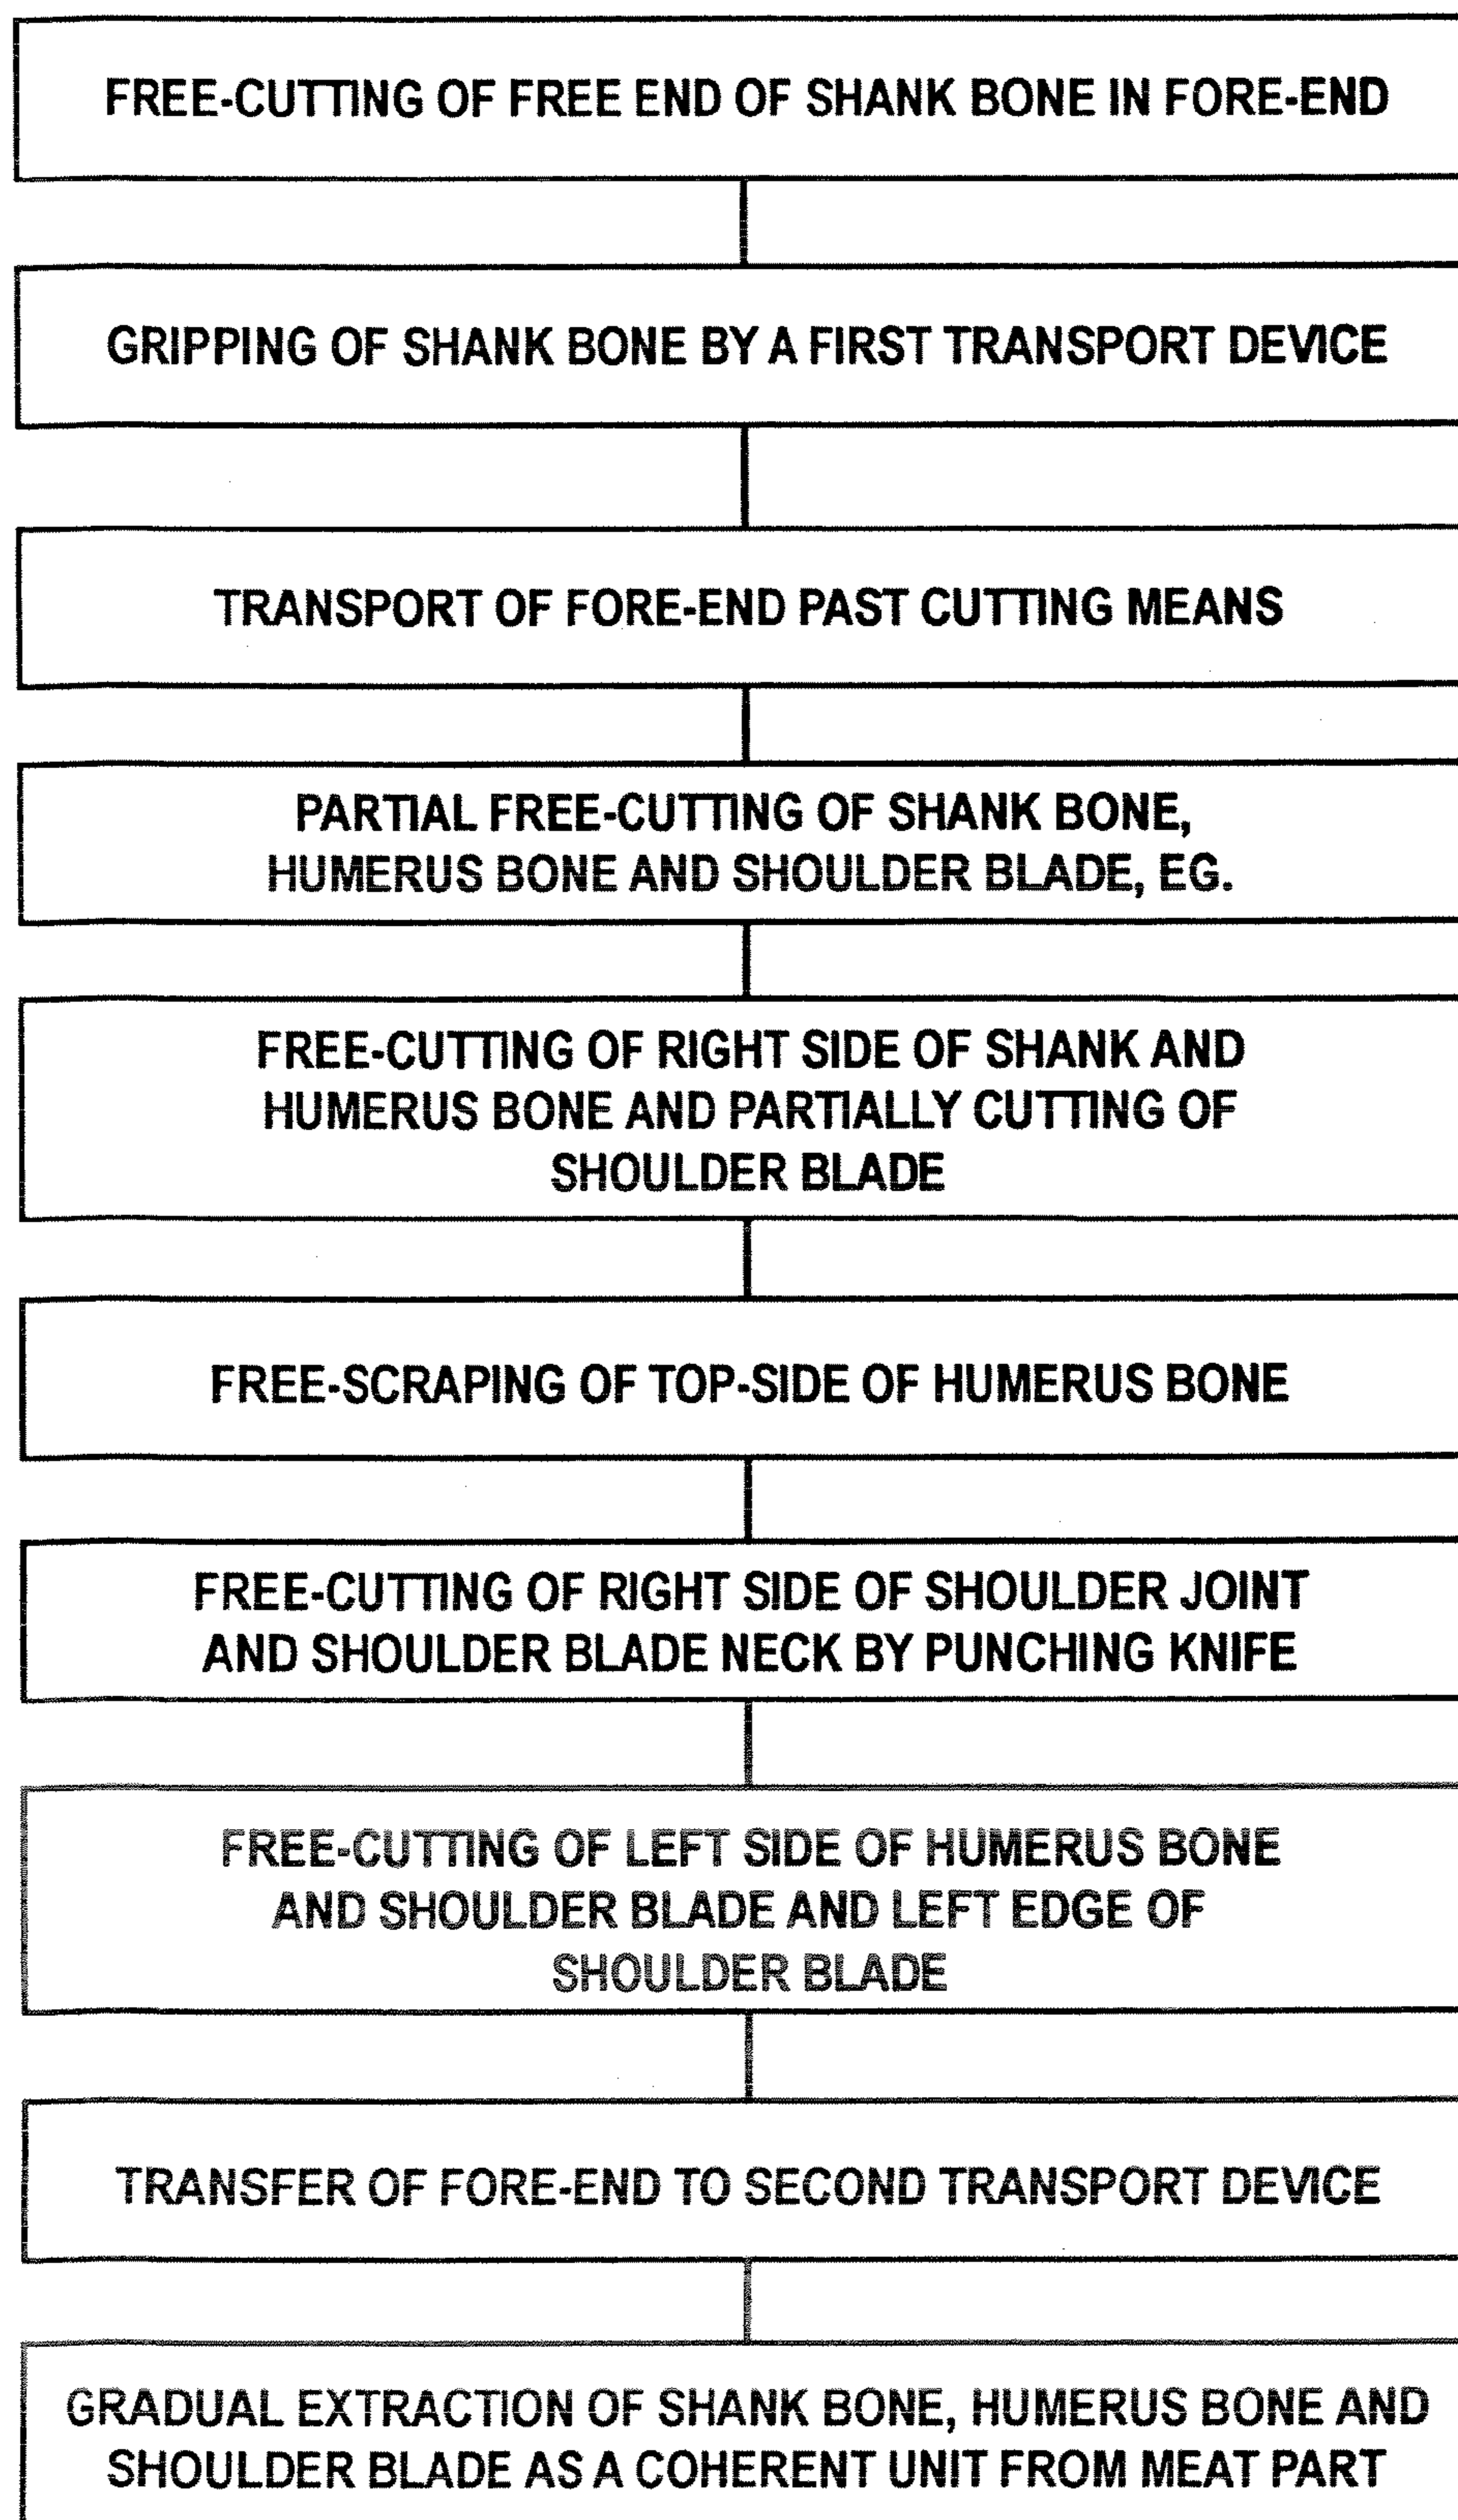 FREE-CUTTING OF FREE END OF SHANK BONE IN FORE-END
GRIPPING OF SHANK BONE BY A FIRST TRANSPORT DEVICE
TRANSPORT OF FORE-END PAST CUTTING MEANS
PARTIAL FREE-CUTTING OF SHANK BONE,
HUMERUS BONE AND SHOULDER BLADE, EG.
FREE-CUTTING OF RIGHT SIDE OF SHANK AND
HUMERUS BONE AND PARTIALLY CUTTING OF
SHOULDER BLADE
FREE-SCRAPING OF TOP-SIDE OF HUMERUS BONE
FREE-CUTTING OF RIGHT SIDE OF SHOULDER JOINT
AND SHOULDER BLADE NECK BY PUNCHING KNIFE
FREE-CUTTING OF LEFT SIDE OF HUMERUS BONE
AND SHOULDER BLADE AND LEFT EDGE OF
SHOULDER BLADE
TRANSFER OF FORE-END TO SECOND TRANSPORT DEVICE
GRADUAL EXTRACTION OF SHANK BONE, HUMERUS BONE AND
SHOULDER BLADE AS A COHERENT UNIT FROM MEAT PART